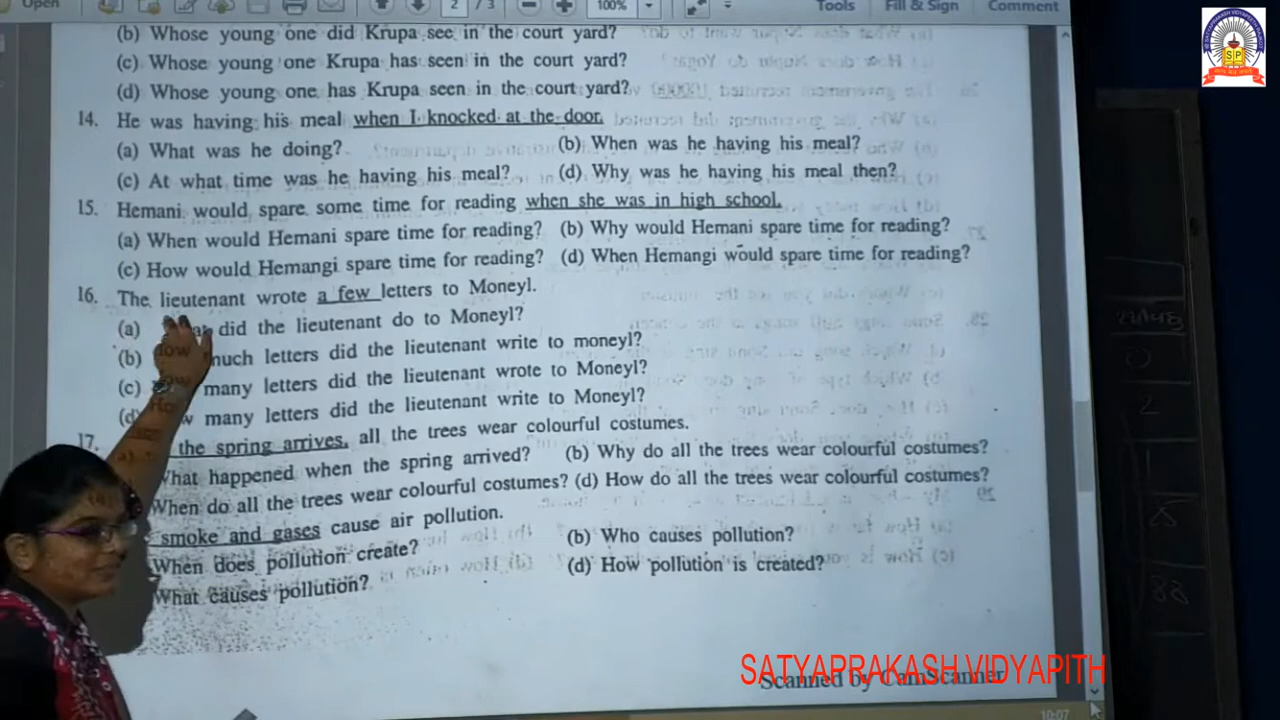 Open
2 / 3
100%
Tools Fill & Sign Comment
(b) Whose young one did Krupa see in the court yard?
(c) Whose young one Krupa has seen in the court yard?
(d) Whose young one has Krupa seen in the court yard?
14. He was having his meal when I knocked at the door.
(a) What was he doing? (b) When was he having his meal?
(c) At what time was he having his meal? (d) Why was he having his meal then?
15. Hemani would spare some time for reading when she was in high school.
(a) When would Hemani spare time for reading? (b) Why would Hemani spare time for reading?
(c) How would Hemangi spare time for reading? (d) When Hemangi would spare time for reading?
16. The lieutenant wrote a few letters to Moneyl.
(a) did the lieutenant do to Moneyl?
(b) How much letters did the lieutenant write to moneyl?
(c) many letters did the lieutenant wrote to Moneyl?
(d) How many letters did the lieutenant write to Moneyl?
17. the spring arrives, all the trees wear colourful costumes.
What happened when the spring arrived? (b) Why do all the trees wear colourful costumes?
When do all the trees wear colourful costumes? (d) How do all the trees wear colourful costumes?
smoke and gases cause air pollution.
When does pollution create? (b) Who causes pollution?
What causes pollution? (d) How pollution is created?
SATYAPRAKASH VIDYAPITH
Scanned by CamScanner
10:07
SP